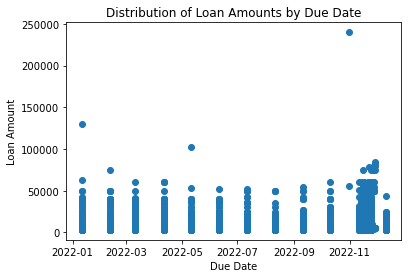 Distribution of Loan Amounts by Due Date
250000
200000
150000
100000
50000
0
Loan Amount
2022-01 2022-03 2022-05 2022-07 2022-09 2022-11
Due Date